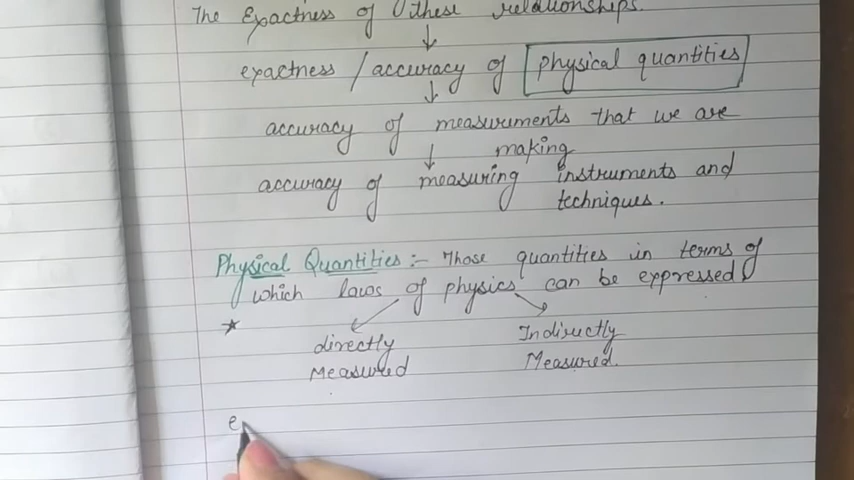 The Exactness of these relationships.
↓
exactness / accuracy of physical quantities
↓
accuracy of measurements that we are
↓ making
accuracy of measuring instruments and
techniques.
Physical Quantities :- Those quantities in terms of
which laws of physics can be expressed
★
directly Indirectly
Measured Measured.
e